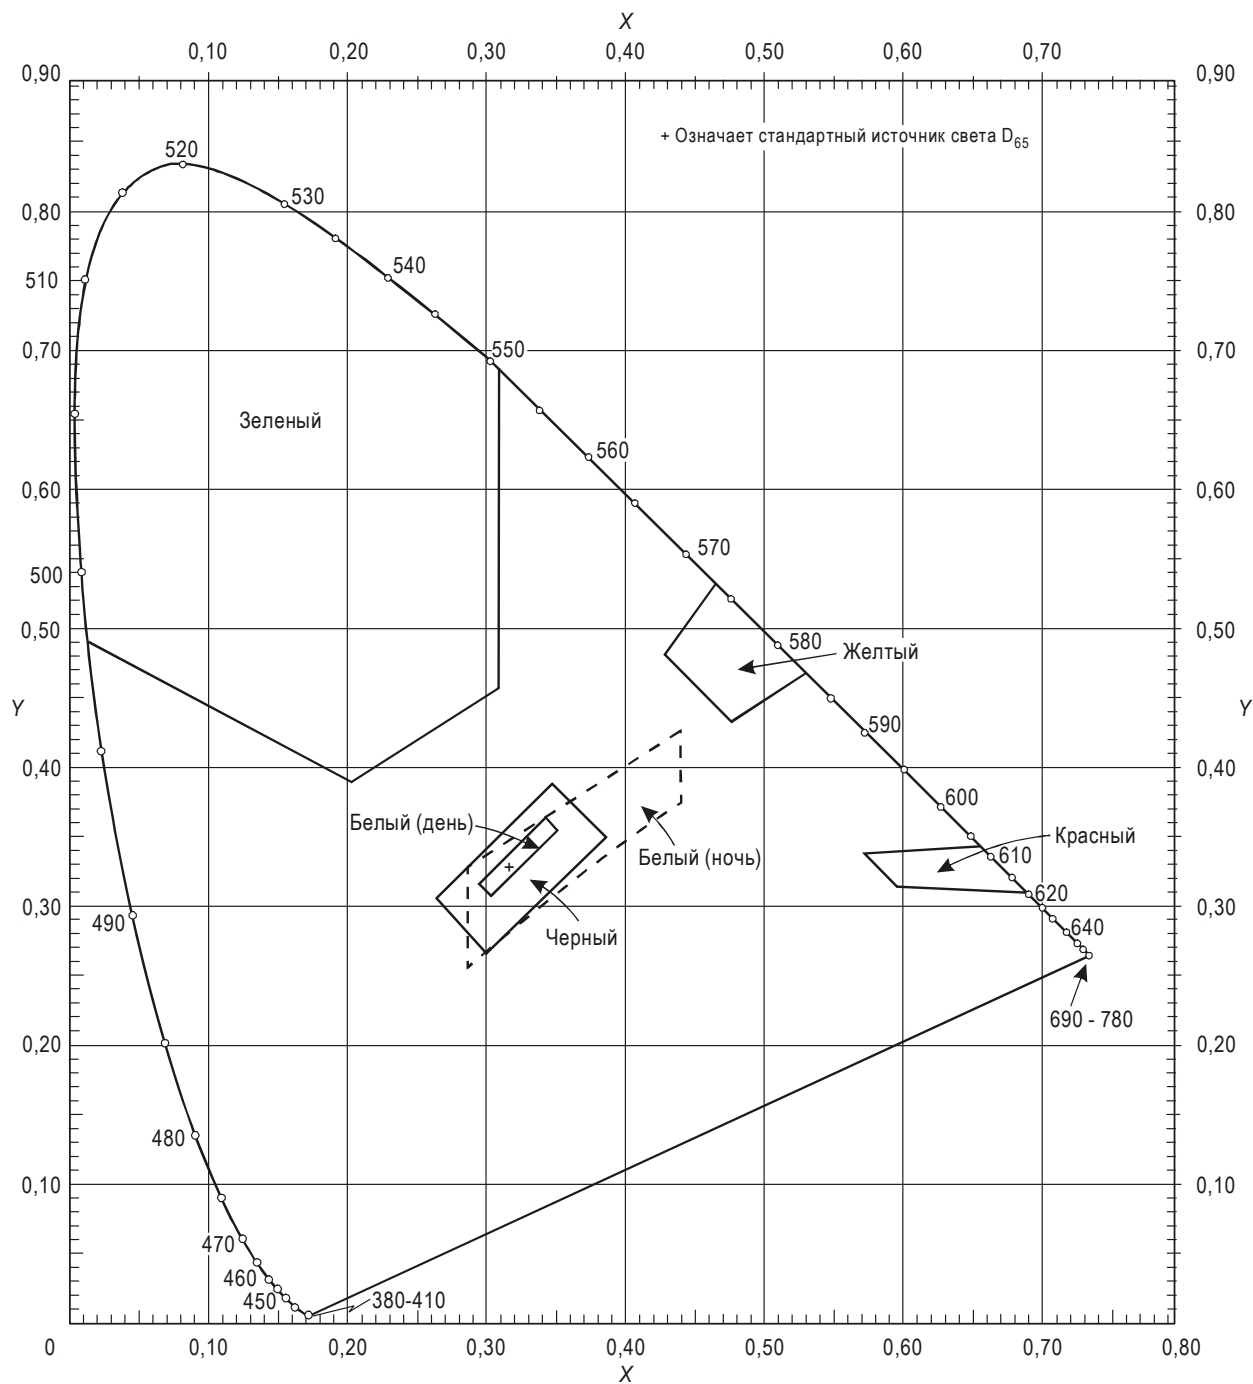 X
0,10 0,20 0,30 0,40 0,50 0,60 0,70
0,90 0,90
+ Означает стандартный источник света D65
520
530
0,80 0,80
540
510
550
0,70 0,70
Зеленый
560
0,60 0,60
570
500
0,50 0,50
580
Желтый
Y Y
590
0,40 0,40
600
Белый (день)
Красный
Белый (ночь)
610
620
0,30 0,30
490
640
Черный
690 - 780
0,20 0,20
480
0,10 0,10
470
460
450
380-410
0 0,10 0,20 0,30 0,40 0,50 0,60 0,70 0,80
X